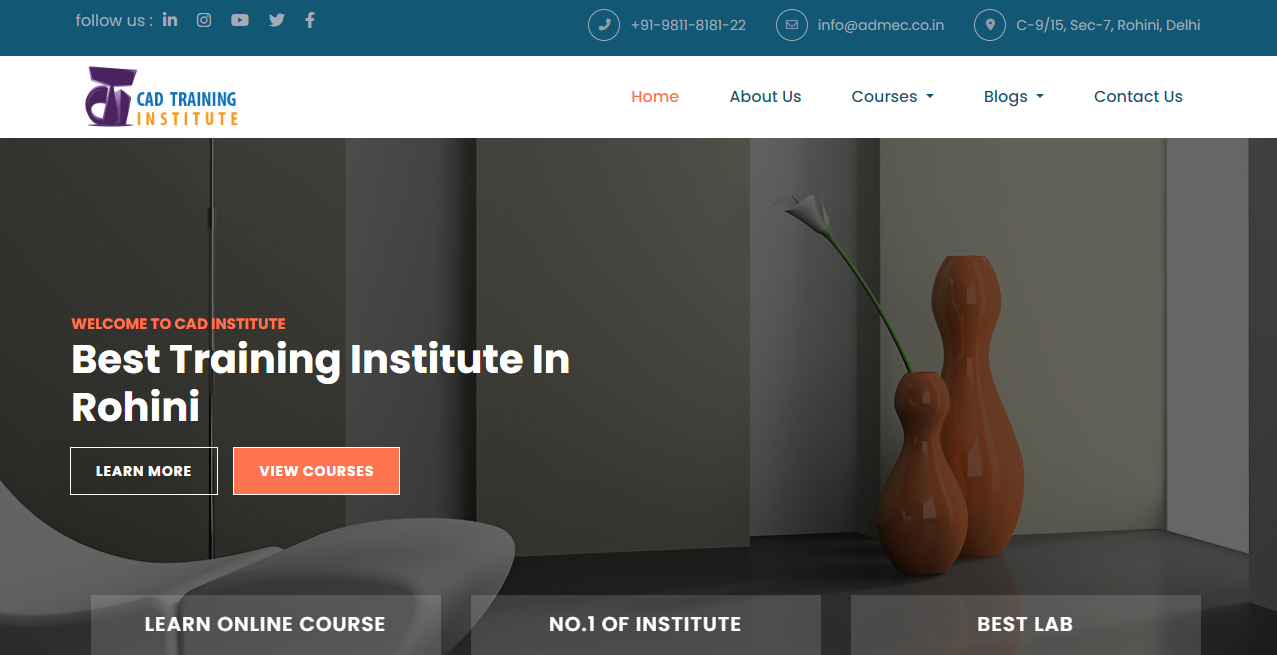 follow us :
+91-9811-8181-22
info@admec.co.in
C-9/15, Sec-7, Rohini, Delhi
CAD TRAINING
INSTITUTE
Home
About Us
Courses
Blogs
Contact Us
WELCOME TO CAD INSTITUTE
Best Training Institute In
Rohini
LEARN MORE
VIEW COURSES
LEARN ONLINE COURSE
NO.1 OF INSTITUTE
BEST LAB